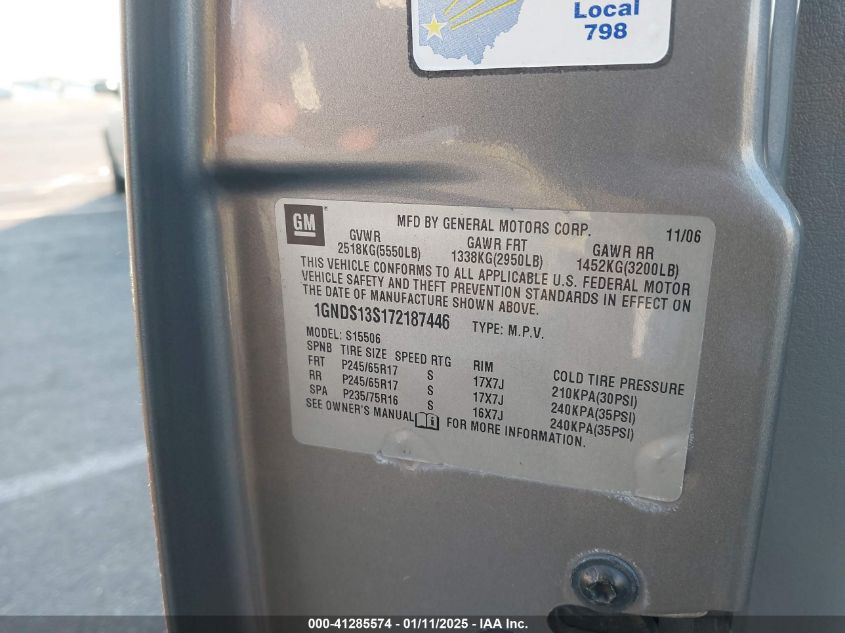 Local
798
GM
MFD BY GENERAL MOTORS CORP. 11/06
GVWR GAWR FRT GAWR RR
2518KG(5550LB) 1338KG(2950LB) 1452KG(3200LB)
THIS VEHICLE CONFORMS TO ALL APPLICABLE U.S. FEDERAL MOTOR
VEHICLE SAFETY AND THEFT PREVENTION STANDARDS IN EFFECT ON
THE DATE OF MANUFACTURE SHOWN ABOVE.
1GNDS13S172187446 TYPE: M.P.V.
MODEL: S15506
SPNB TIRE SIZE SPEED RTG RIM COLD TIRE PRESSURE
FRT P245/65R17 S 17X7J 210KPA(30PSI)
RR P245/65R17 S 17X7J 240KPA(35PSI)
SPA P235/75R16 S 16X7J 240KPA(35PSI)
SEE OWNER'S MANUAL FOR MORE INFORMATION.
000-41285574 - 01/11/2025 - IAA Inc.